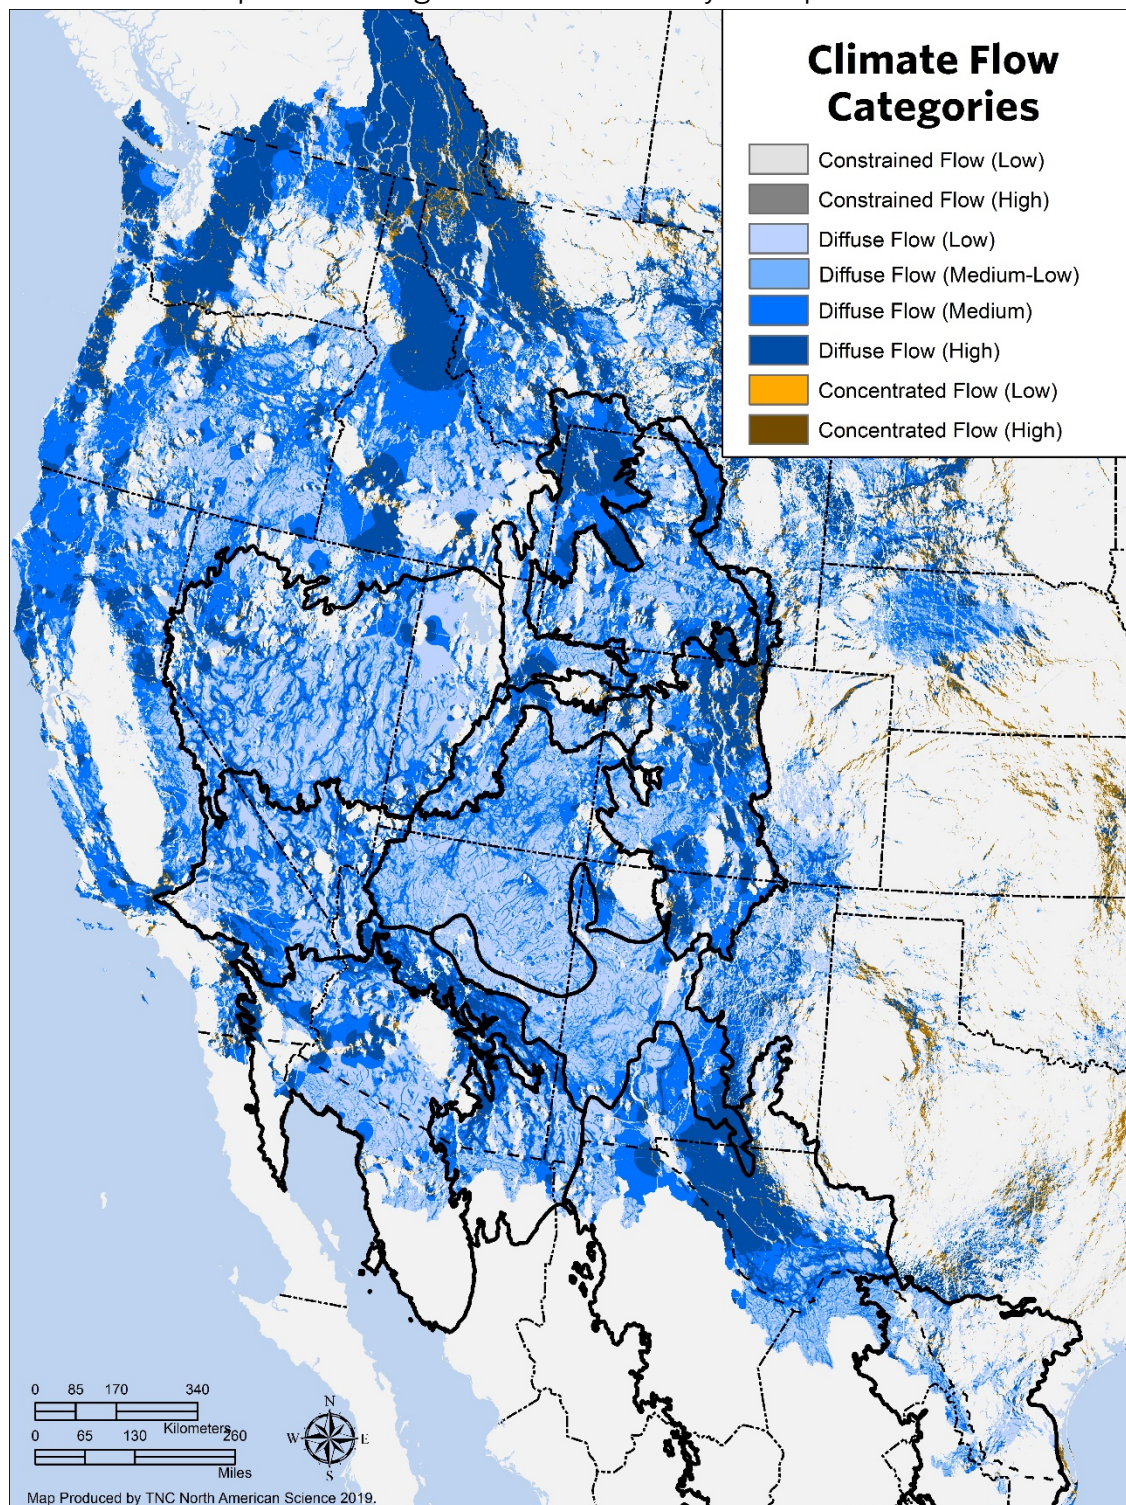 Climate Flow
Categories
Constrained Flow (Low)
Constrained Flow (High)
Diffuse Flow (Low)
Diffuse Flow (Medium-Low)
Diffuse Flow (Medium)
Diffuse Flow (High)
Concentrated Flow (Low)
Concentrated Flow (High)
0 85 170 340
Kilometers
0 65 130 260
Miles
N
W E
S
Map Produced by TNC North American Science 2019.